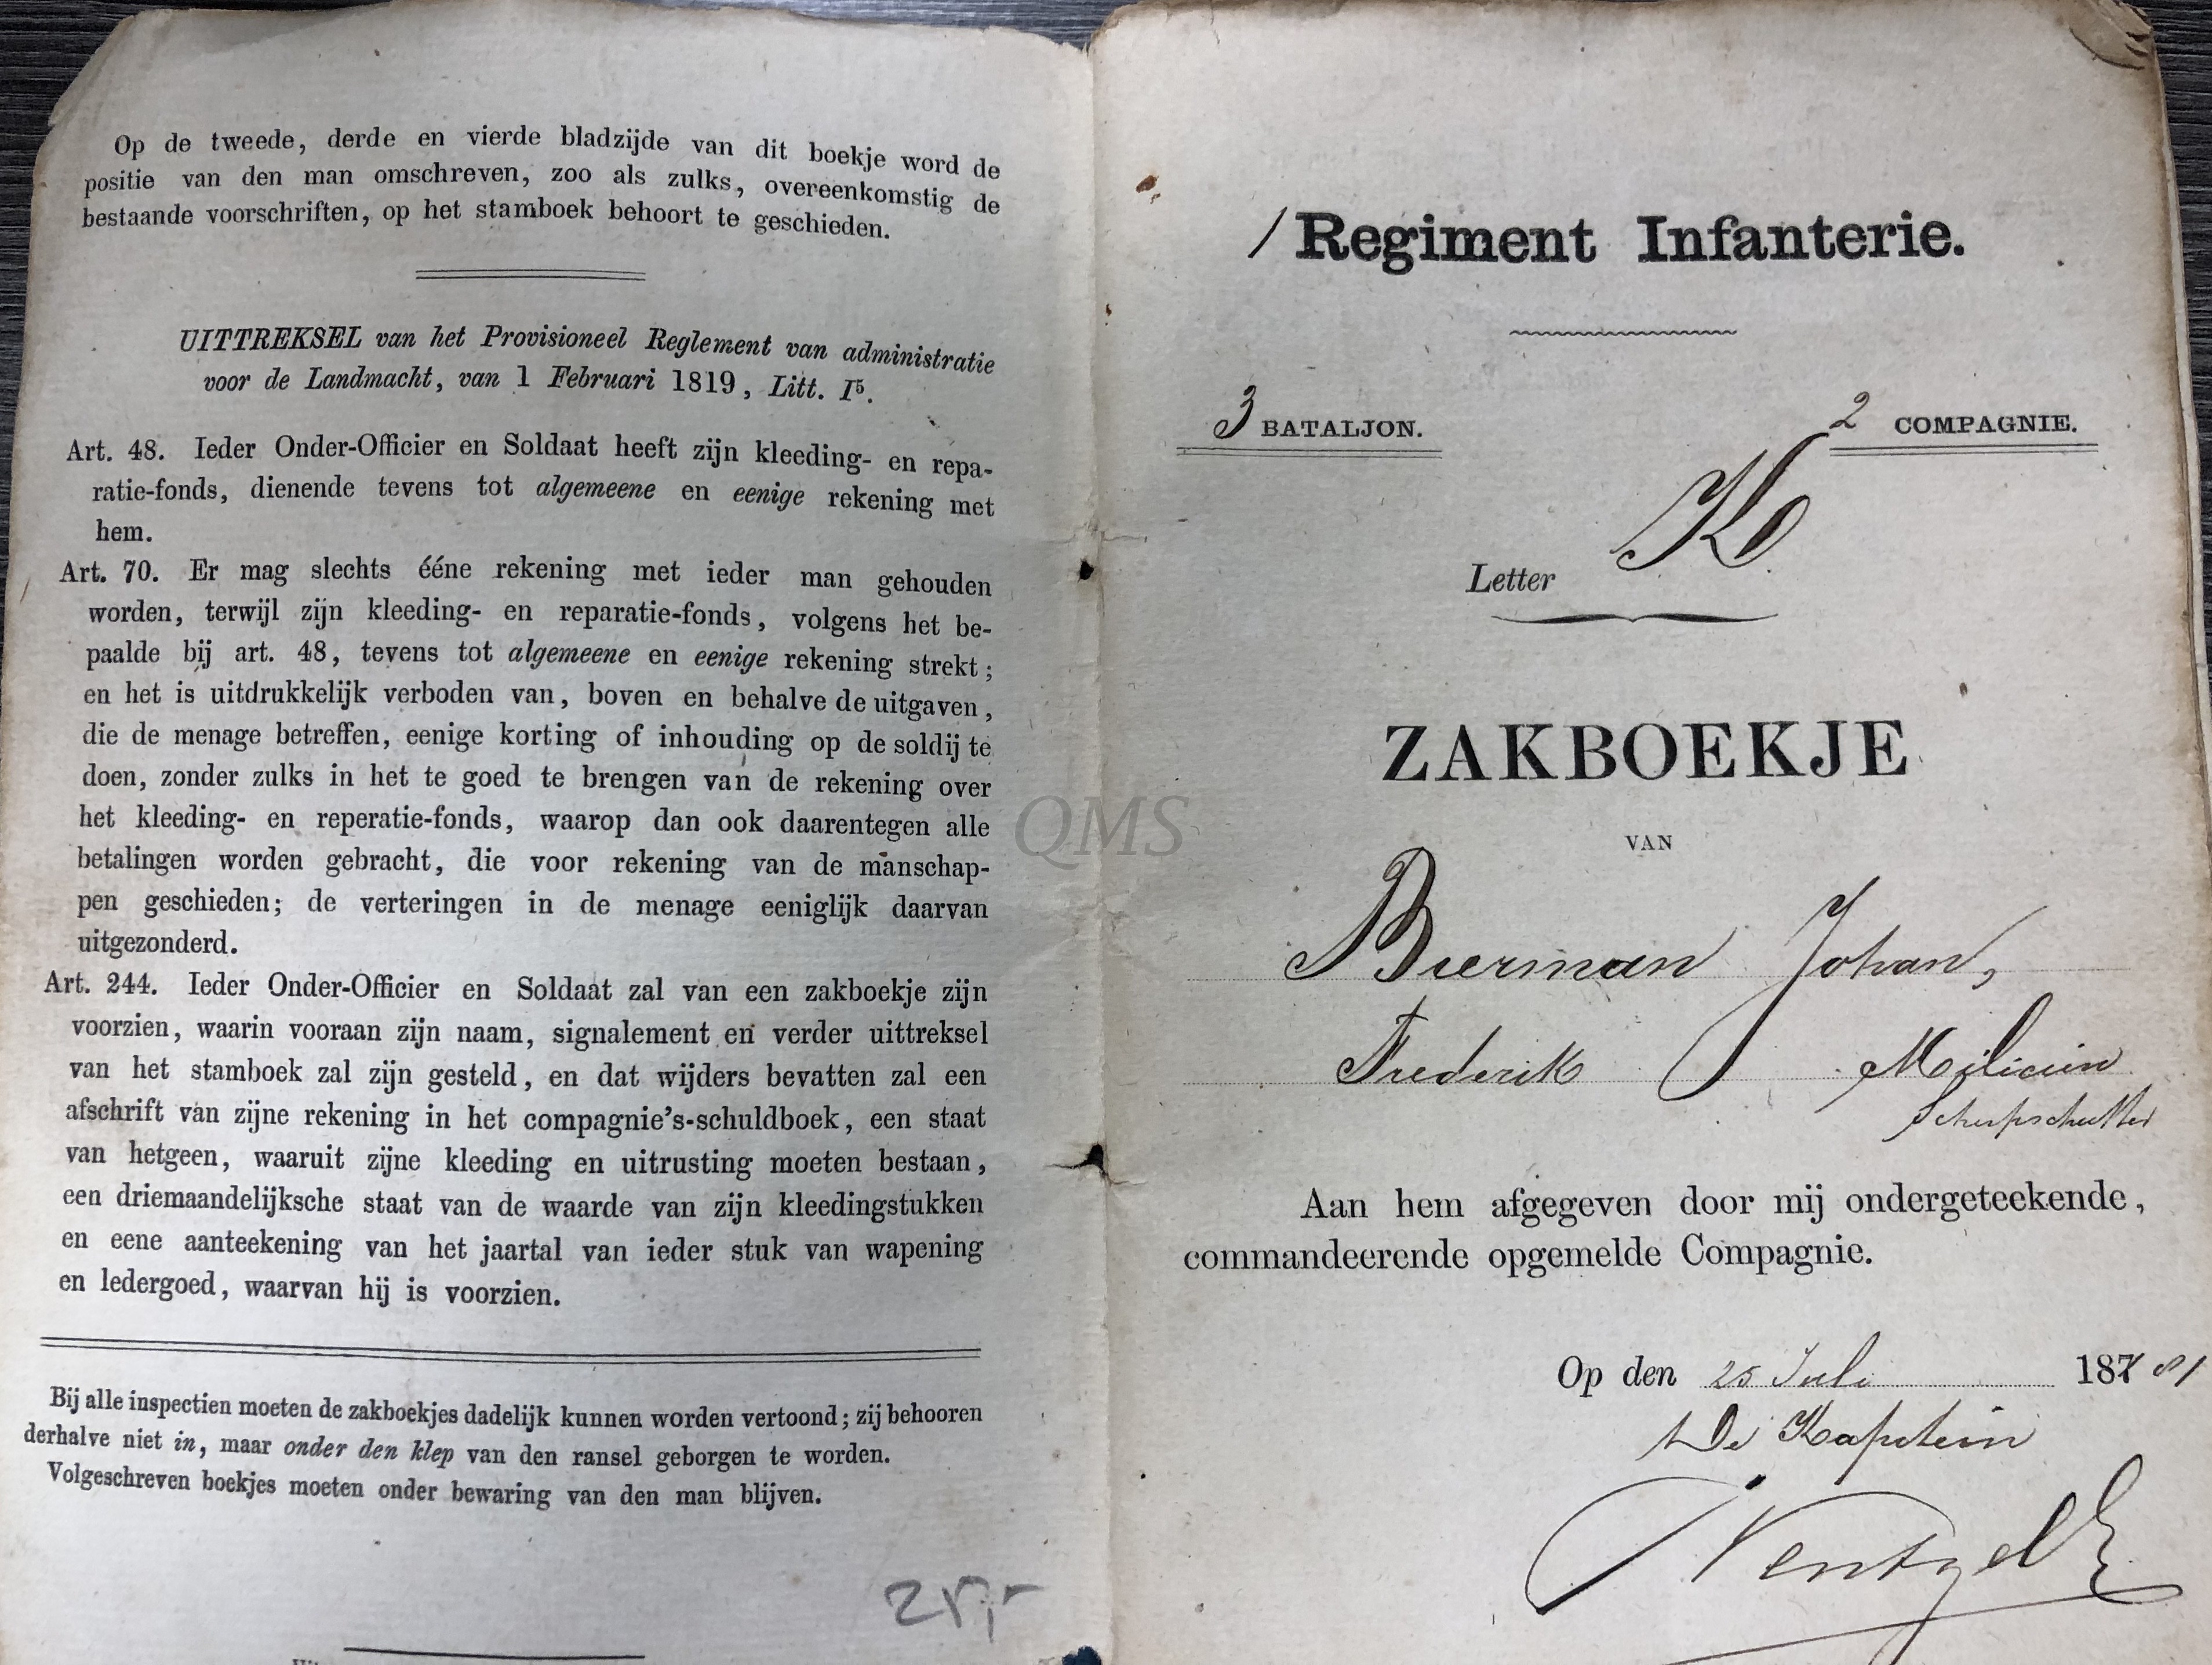 Op de tweede, derde en vierde bladzijde van dit boekje word de
positie van den man omschreven, zoo als zulks, overeenkomstig de
bestaande voorschriften, op het stamboek behoort te geschieden.
UITTREKSEL van het Provisioneel Reglement van administratie
voor de Landmacht, van 1 Februari 1819, Litt. I⁵.
Art. 48. Ieder Onder-Officier en Soldaat heeft zijn kleeding- en repa-
ratie-fonds, dienende tevens tot algemeene en eenige rekening met
hem.
Art. 70. Er mag slechts ééne rekening met ieder man gehouden
worden, terwijl zijn kleeding- en reparatie-fonds, volgens het be-
paalde bij art. 48, tevens tot algemeene en eenige rekening strekt;
en het is uitdrukkelijk verboden van, boven en behalve de uitgaven,
die de menage betreffen, eenige korting of inhouding op de soldij te
doen, zonder zulks in het te goed te brengen van de rekening over
het kleeding- en reperatie-fonds, waarop dan ook daarentegen alle
betalingen worden gebracht, die voor rekening van de manschap-
pen geschieden; de verteringen in de menage eeniglijk daarvan
uitgezonderd.
Art. 244. Ieder Onder-Officier en Soldaat zal van een zakboekje zijn
voorzien, waarin vooraan zijn naam, signalement en verder uittreksel
van het stamboek zal zijn gesteld, en dat wijders bevatten zal een
afschrift van zijne rekening in het compagnie's-schuldboek, een staat
van hetgeen, waaruit zijne kleeding en uitrusting moeten bestaan,
een driemaandelijksche staat van de waarde van zijn kleedingstukken
en eene aanteekening van het jaartal van ieder stuk van wapening
en ledergoed, waarvan hij is voorzien.
Bij alle inspectien moeten de zakboekjes dadelijk kunnen worden vertoond; zij behooren
derhalve niet in, maar onder den klep van den ransel geborgen te worden.
Volgeschreven boekjes moeten onder bewaring van den man blijven.
25,-
QMS
1 Regiment Infanterie.
3 BATALJON. 2 COMPAGNIE.
Letter K
ZAKBOEKJE
VAN
Bierman Johan,
Frederik Milicien
Scherpschutter
Aan hem afgegeven door mij ondergeteekende,
commandeerende opgemelde Compagnie.
Op den 25 Juli 187 81
De Kapitein
Wentzel